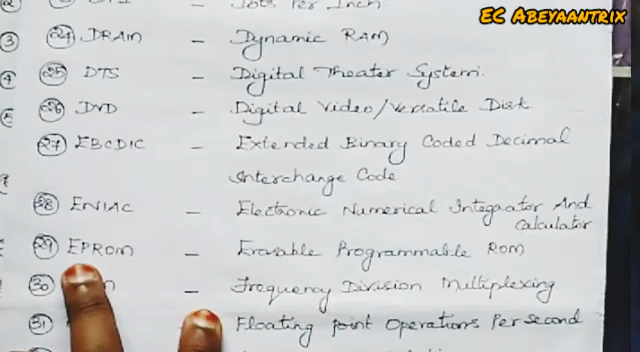 EC ABEYAANTRIX
Dots Per Inch.
3 24 DRAM - Dynamic RAM
4 25 DTS - Digital Theater System.
5 26 DVD - Digital Video/Versatile Disk
27 EBCDIC - Extended Binary Coded Decimal
Interchange Code
28 ENIAC - Electronic Numerical Integrator And
Calculator
29 EPROM - Erasable Programmable ROM
30 - Frequency Division Multiplexing
31 Floating Point Operations Per Second